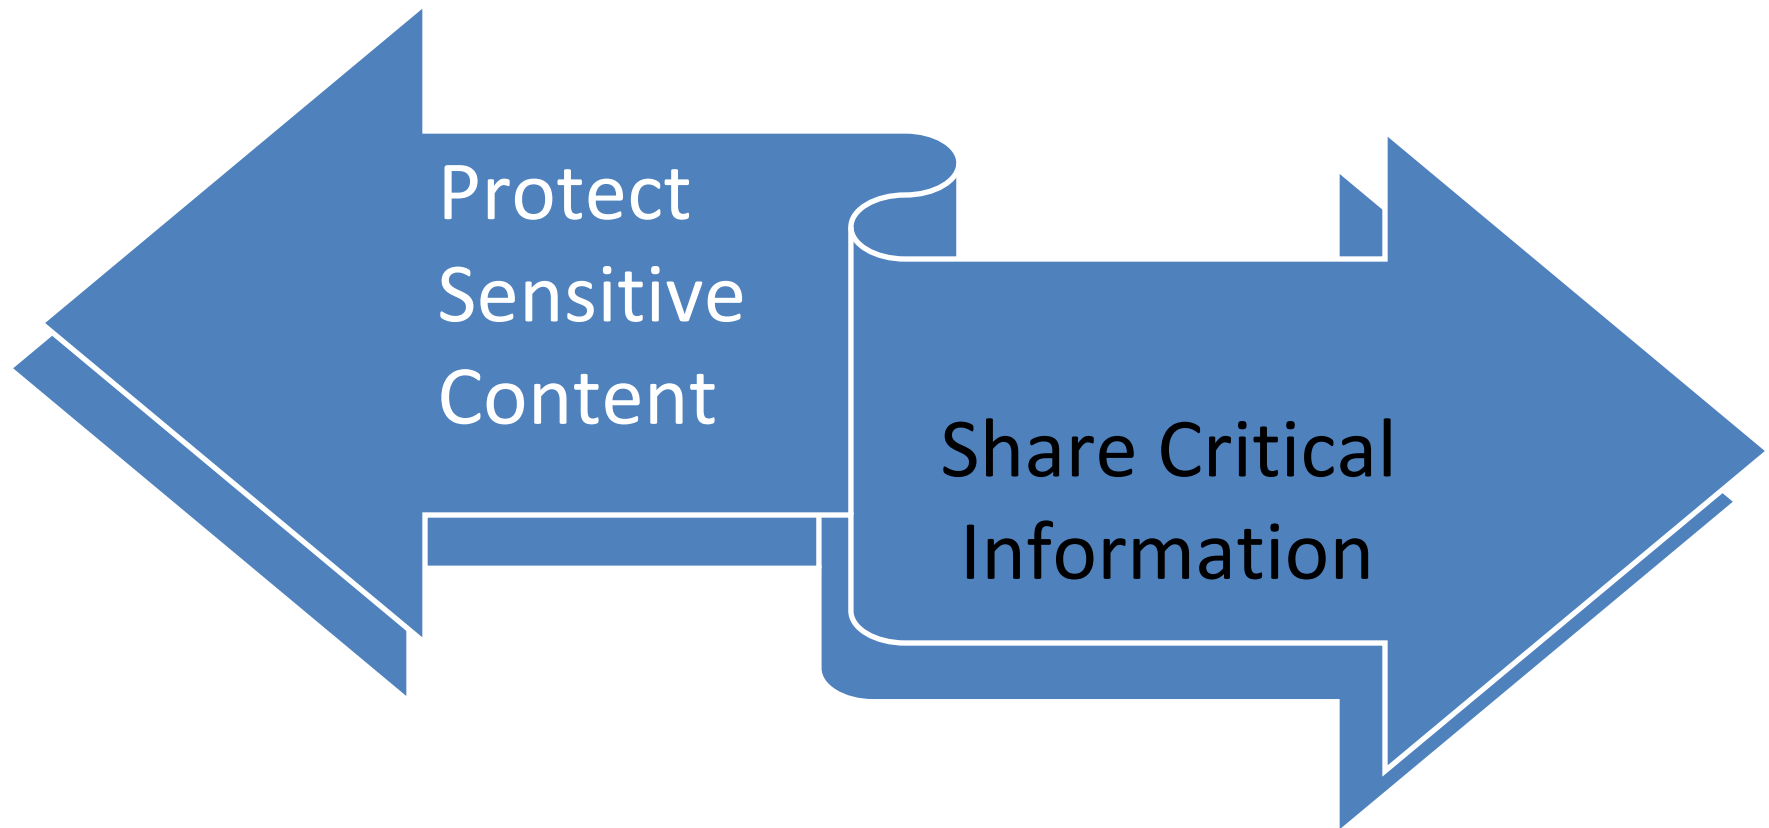 Protect
Sensitive
Content
Share Critical
Information